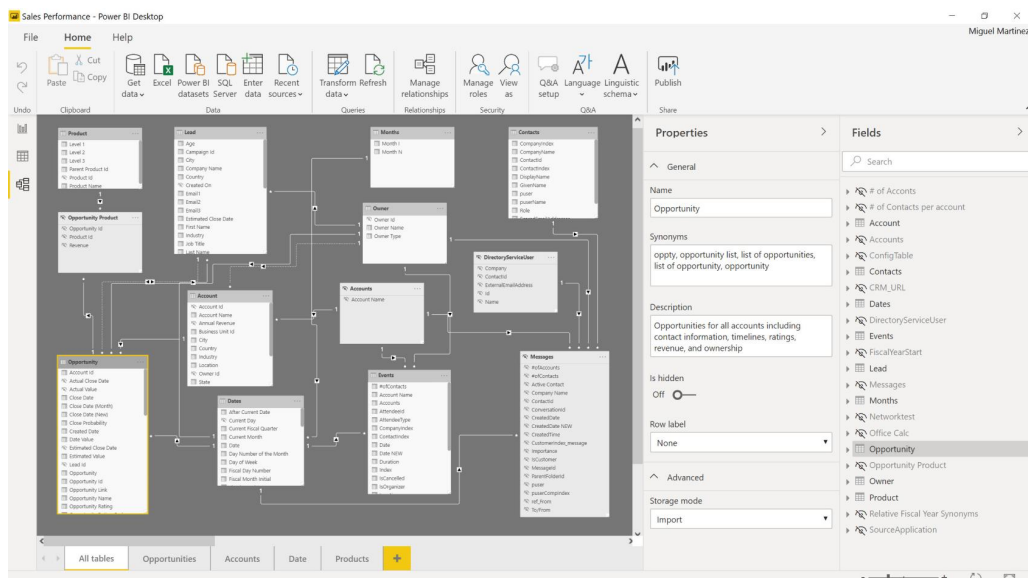 Sales Performance - Power BI Desktop
Miguel Martinez
File Home Help
Paste
Cut
Copy
Get data
Excel
Power BI datasets
SQL Server
Enter data
Recent sources
Transform data
Refresh
Manage relationships
Manage roles
View as
Q&A setup
Language
Linguistic schema
Publish
Undo Clipboard Data Queries Relationships Security Q&A Share
Product
Level 1
Level 2
Level 3
Parent Product Id
Product Id
Product Name
Lead
Age
Campaign Id
City
Company Name
Country
Created On
Email1
Email2
Email3
Estimated Close Date
First Name
Industry
Job Title
Last Name
Months
Month I
Month N
Contacts
CompanyIndex
CompanyName
ContactId
ContactIndex
DisplayName
GivenName
puser
puserName
Role
Opportunity Product
Opportunity Id
Product Id
Revenue
Owner
Owner Id
Owner Name
Owner Type
DirectoryServiceUser
Company
ContactId
ExternalEmailAddress
Id
Name
Account
Account Id
Account Name
Annual Revenue
Business Unit Id
City
Country
Industry
Location
Owner Id
State
Accounts
Account Name
Opportunity
Account id
Actual Close Date
Actual Value
Close Date
Close Date (Month)
Close Date (New)
Close Probability
Created Date
Date Value
Estimated Close Date
Estimated Value
Lead Id
Opportunity
Opportunity Id
Opportunity Link
Opportunity Name
Opportunity Rating
Dates
After Current Date
Current Day
Current Fiscal Quarter
Current Month
Date
Day Number of the Month
Day of Week
Fiscal Day Number
Fiscal Month Initial
Events
#ofContacts
Account Name
Accounts
AttendeeId
AttendeeType
CompanyIndex
ContactIndex
Date
Date NEW
Duration
Index
IsCancelled
IsOrganizer
Messages
#ofAccounts
#ofContacts
Active Contact
Company Name
ContactId
ConversationId
CreatedDate
CreatedDate NEW
CreatedTime
CustomerIndex_message
Importance
IsCustomer
MessageId
ParentFolderId
puser
puserCompIndex
ref_From
To/From
All tables Opportunities Accounts Date Products +
Properties
General
Name
Opportunity
Synonyms
oppty, opportunity list, list of opportunities,
list of opportunity, opportunity
Description
Opportunities for all accounts including
contact information, timelines, ratings,
revenue, and ownership
Is hidden
Off
Row label
None
Advanced
Storage mode
Import
Fields
Search
# of Acconts
# of Contacts per account
Account
Accounts
ConfigTable
Contacts
CRM_URL
Dates
DirectoryServiceUser
Events
FiscalYearStart
Lead
Messages
Months
Networktest
Office Calc
Opportunity
Opportunity Product
Owner
Product
Relative Fiscal Year Synonyms
SourceApplication